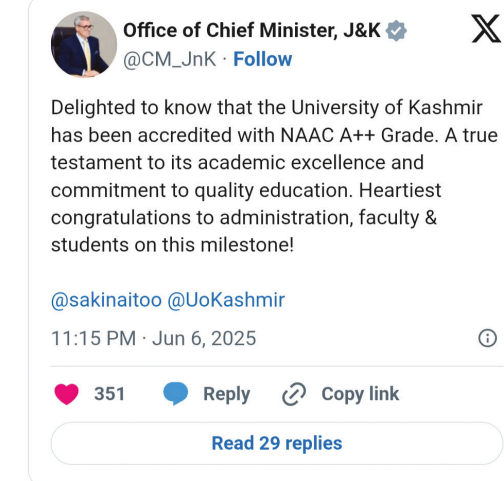 Office of Chief Minister, J&K
@CM_JnK · Follow
Delighted to know that the University of Kashmir
has been accredited with NAAC A++ Grade. A true
testament to its academic excellence and
commitment to quality education. Heartiest
congratulations to administration, faculty &
students on this milestone!
@sakinaitoo @UoKashmir
11:15 PM · Jun 6, 2025
351 Reply Copy link
Read 29 replies